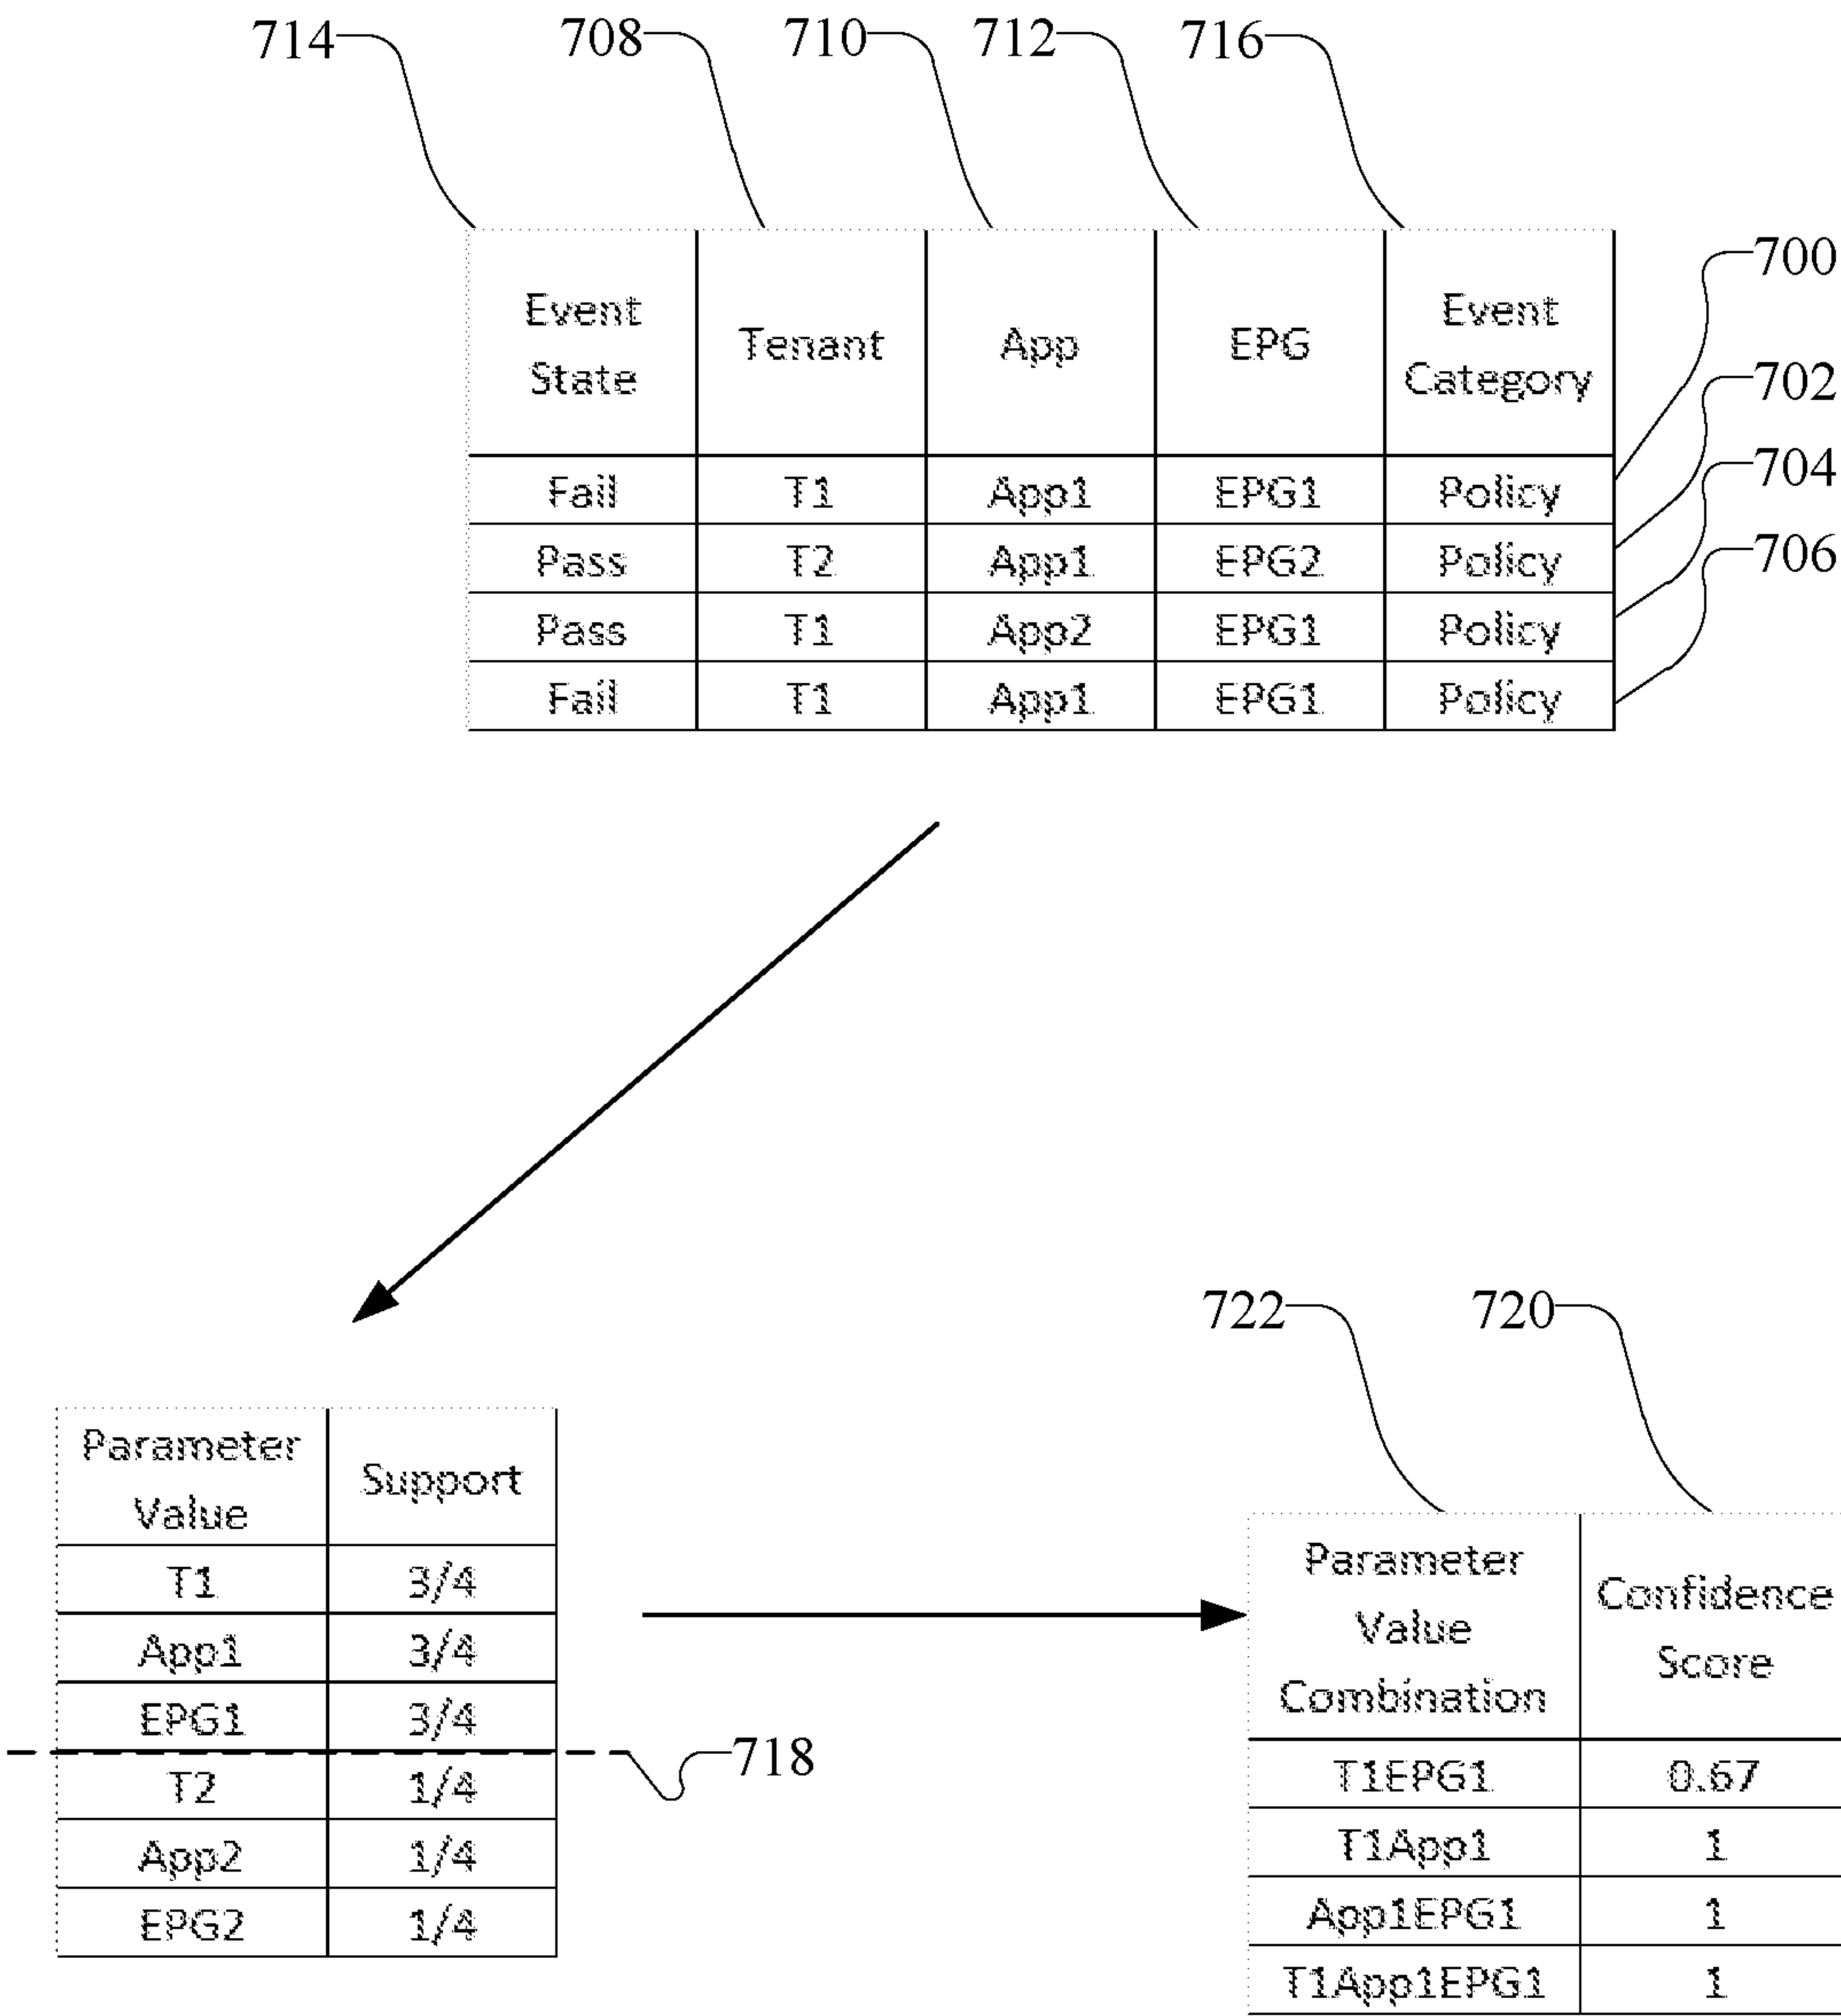 714 708 710 712 716
Event State Tenant App EPG Event Category
700
702
704
706
Fail T1 App1 EPG1 Policy
Pass T2 App1 EPG2 Policy
Pass T1 App2 EPG1 Policy
Fail T1 App1 EPG1 Policy
722 720
Parameter Value Support
T1 3/4
App1 3/4
EPG1 3/4
718
T2 1/4
App2 1/4
EPG2 1/4
Parameter Value Combination Confidence Score
T1EPG1 0.67
T1App1 1
App1EPG1 1
T1App1EPG1 1